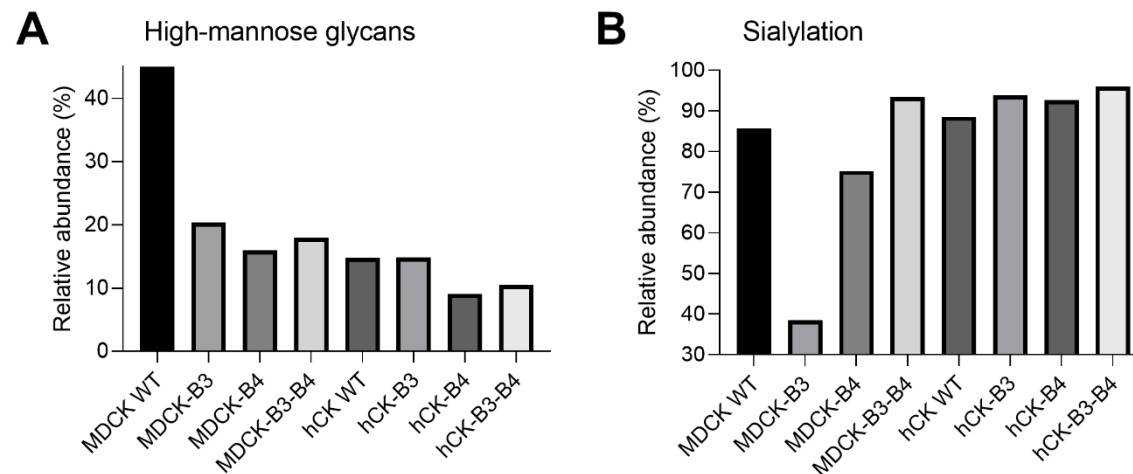 A
High-mannose glycans
Relative abundance (%)
40
30
20
10
0
MDCK WT
MDCK-B3
MDCK-B4
MDCK-B3-B4
hCK WT
hCK-B3
hCK-B4
hCK-B3-B4
B
Sialylation
Relative abundance (%)
100
90
80
70
60
50
40
30
MDCK WT
MDCK-B3
MDCK-B4
MDCK-B3-B4
hCK WT
hCK-B3
hCK-B4
hCK-B3-B4